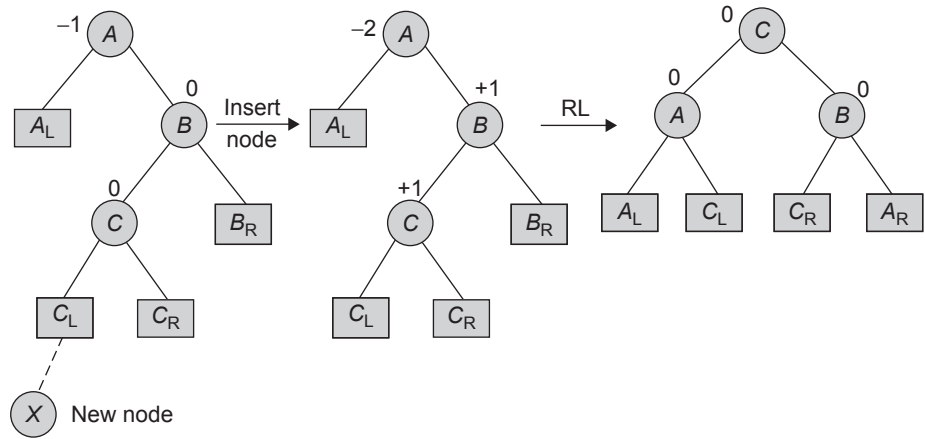 −1 A
A_L
0
B
0
C
B_R
C_L
C_R
X New node
Insert
node
−2 A
A_L
+1
B
+1
C
B_R
C_L
C_R
RL
0 C
0
A
0
B
A_L
C_L
C_R
A_R